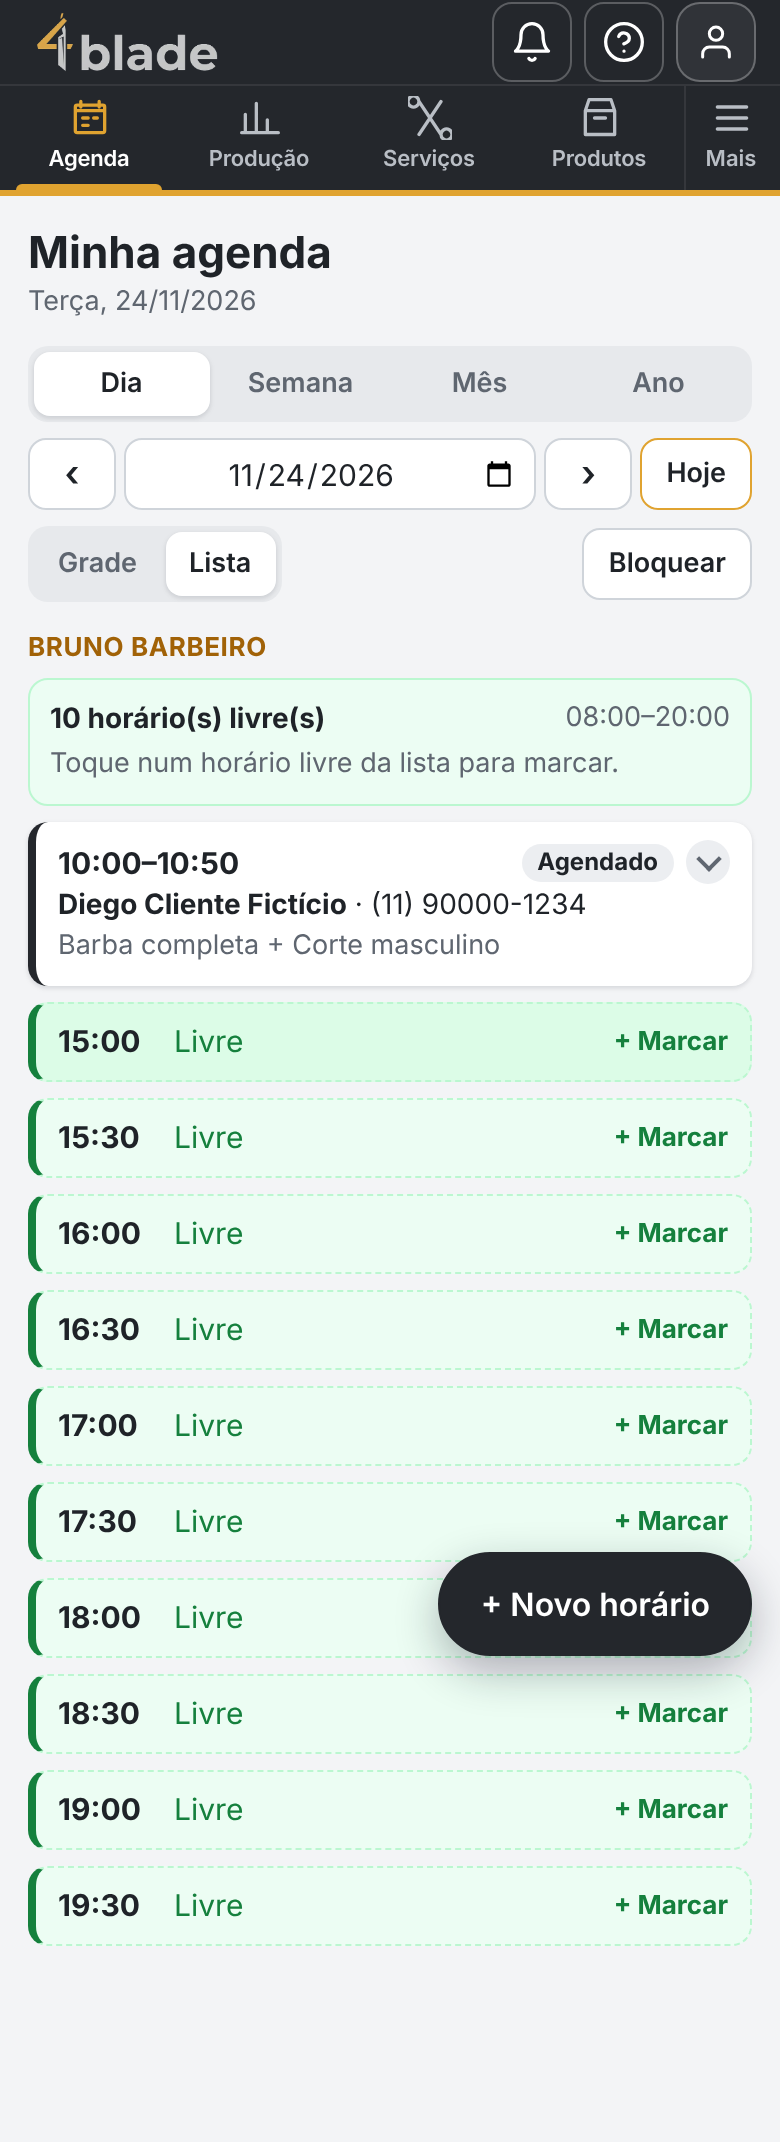 4blade
Agenda
Produção
Serviços
Produtos
Mais
Minha agenda
Terça, 24/11/2026
Dia
Semana
Mês
Ano
‹
11/24/2026
›
Hoje
Grade
Lista
Bloquear
BRUNO BARBEIRO
10 horário(s) livre(s) 08:00–20:00
Toque num horário livre da lista para marcar.
10:00–10:50 Agendado
Diego Cliente Fictício · (11) 90000-1234
Barba completa + Corte masculino
15:00 Livre + Marcar
15:30 Livre + Marcar
16:00 Livre + Marcar
16:30 Livre + Marcar
17:00 Livre + Marcar
17:30 Livre + Marcar
18:00 Livre
+ Novo horário
18:30 Livre + Marcar
19:00 Livre + Marcar
19:30 Livre + Marcar